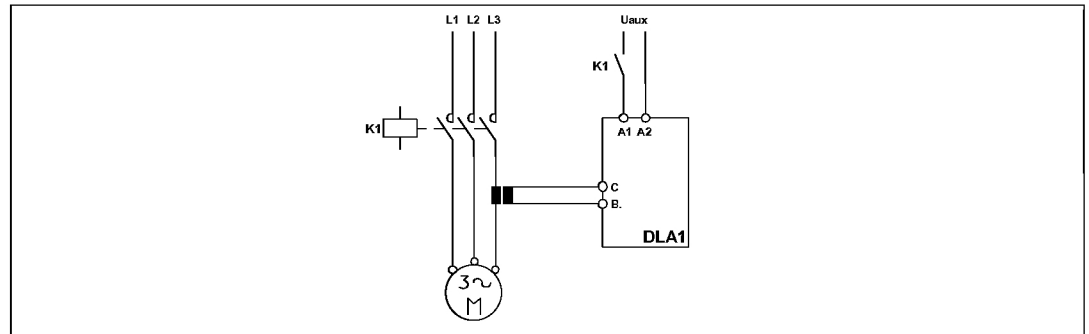 L1 L2 L3
Uaux
K1
K1
A1 A2
C
B.
DLA1
3~
M